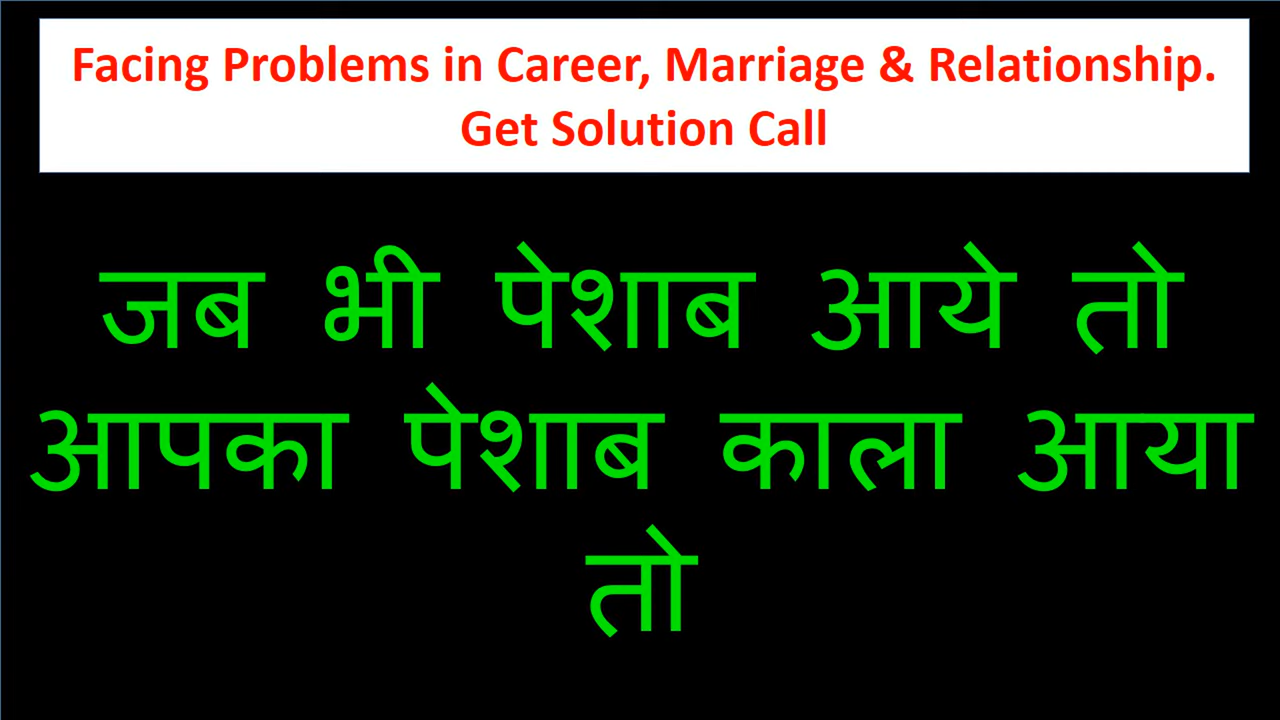 Facing Problems in Career, Marriage & Relationship.
Get Solution Call
जब भी पेशाब आये तो
आपका पेशाब काला आया
तो